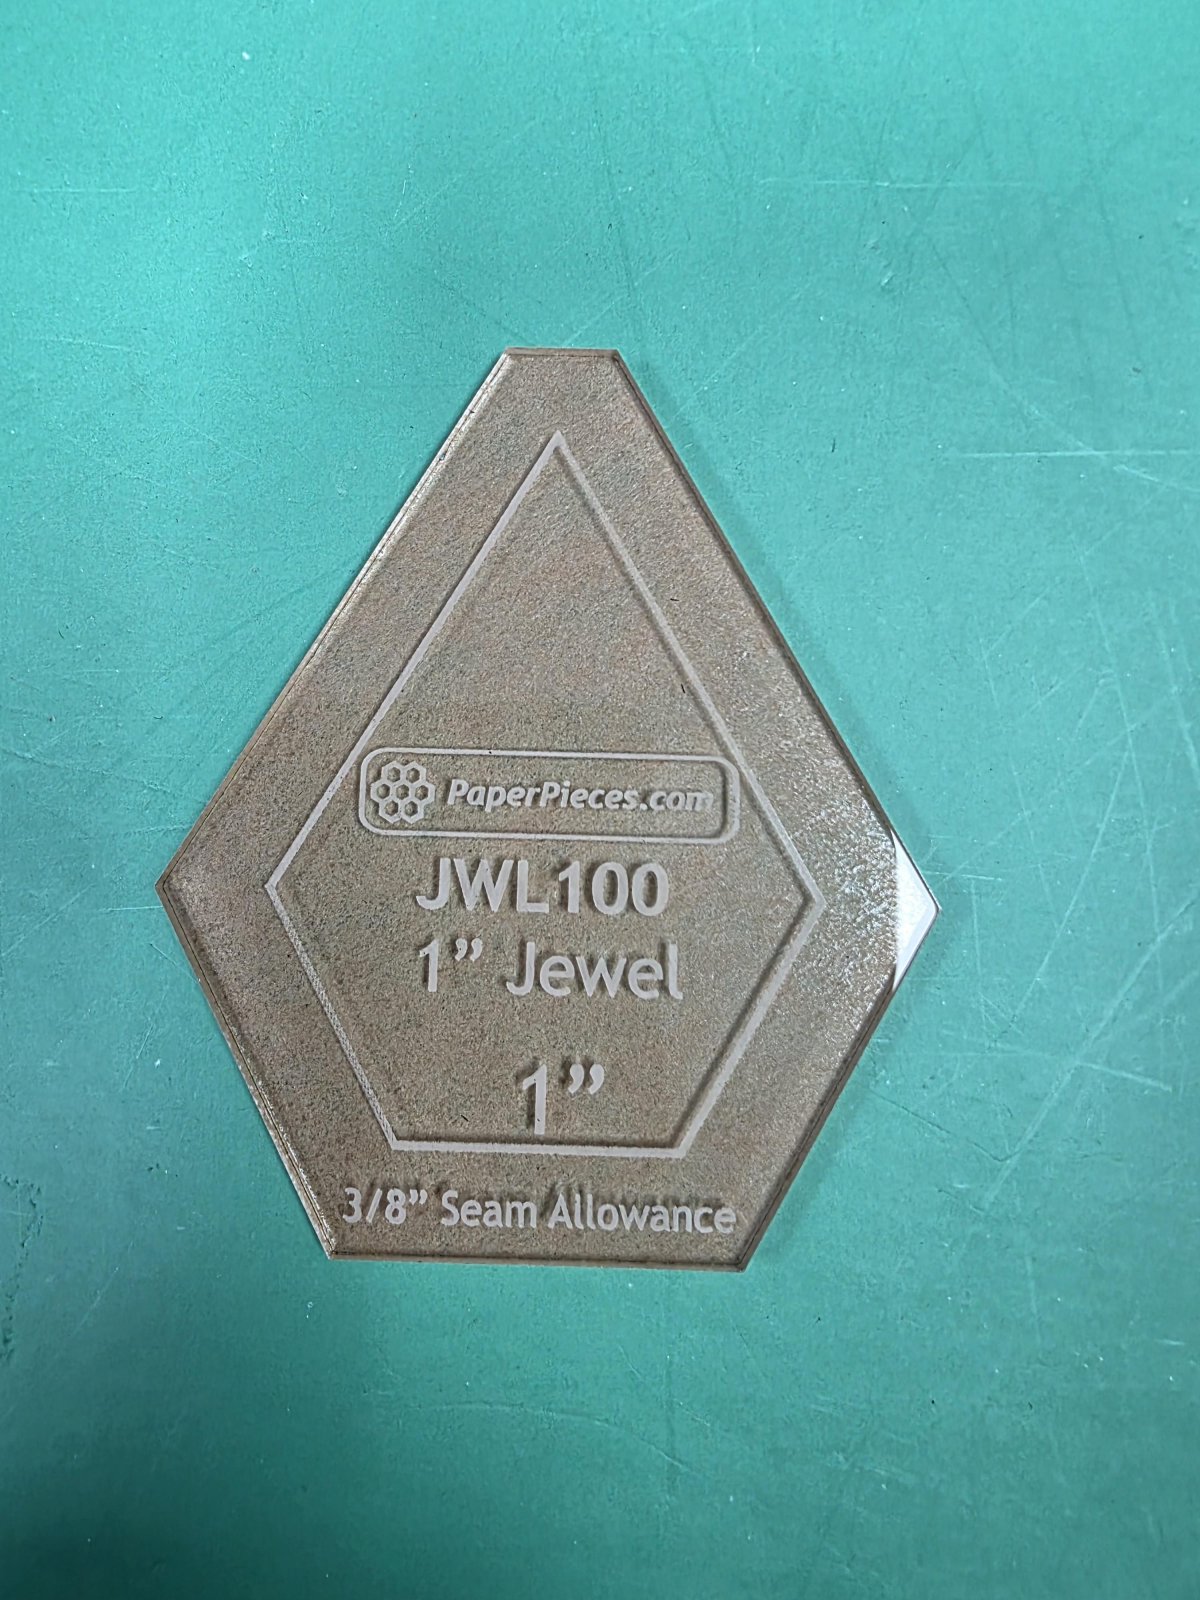 PaperPieces.com
JWL100
1” Jewel
1”
3/8” Seam Allowance